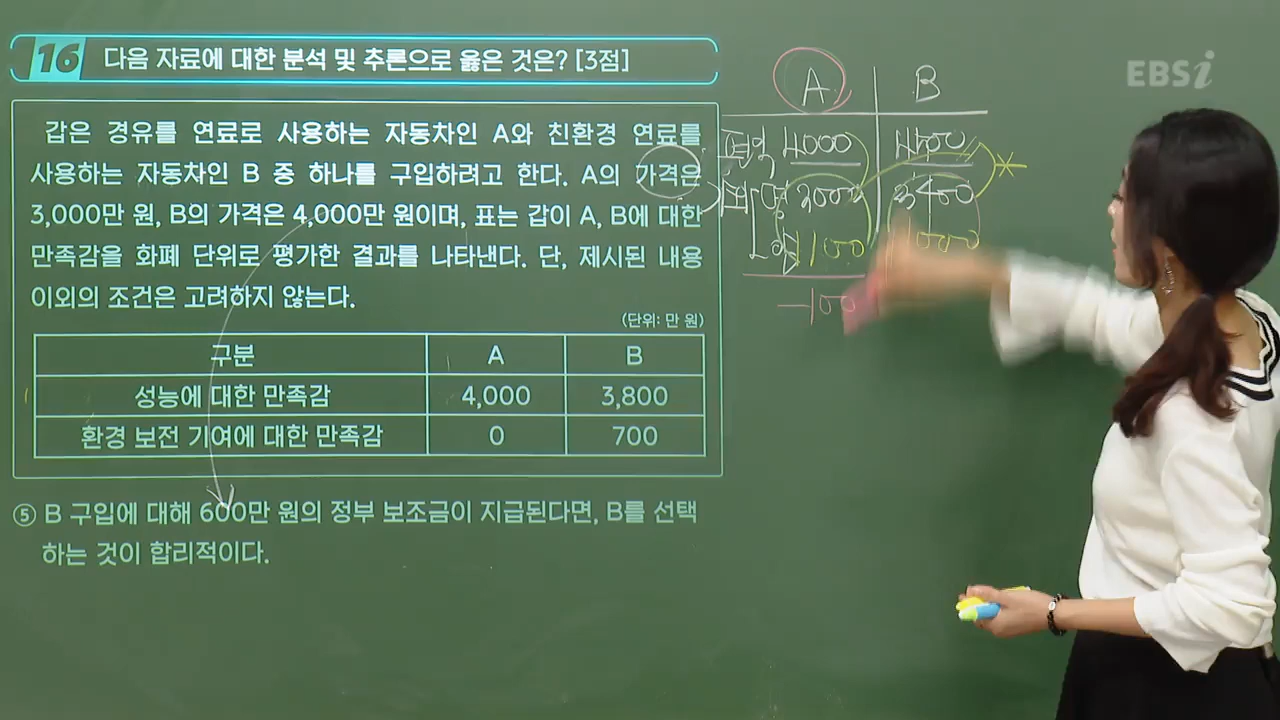 16 다음 자료에 대한 분석 및 추론으로 옳은 것은? [3점]
갑은 경유를 연료로 사용하는 자동차인 A와 친환경 연료를
사용하는 자동차인 B 중 하나를 구입하려고 한다. A의 가격은
3,000만 원, B의 가격은 4,000만 원이며, 표는 갑이 A, B에 대한
만족감을 화폐 단위로 평가한 결과를 나타낸다. 단, 제시된 내용
이외의 조건은 고려하지 않는다.
(단위: 만 원)
구분 A B
성능에 대한 만족감 4,000 3,800
환경 보전 기여에 대한 만족감 0 700
⑤ B 구입에 대해 600만 원의 정부 보조금이 지급된다면, B를 선택
하는 것이 합리적이다.
A B
4000
-100
EBSi